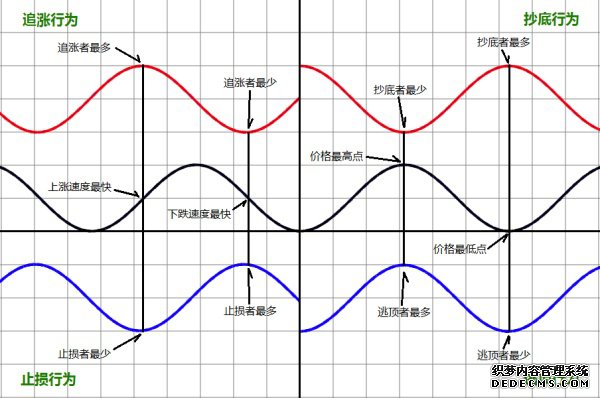 追涨行为
抄底行为
追涨者最多
抄底者最多
追涨者最少
抄底者最少
价格最高点
上涨速度最快
下跌速度最快
价格最低点
止损者最多
逃顶者最多
止损者最少
逃顶者最少
止损行为
织梦内容管理系统
DEDECMS.COM